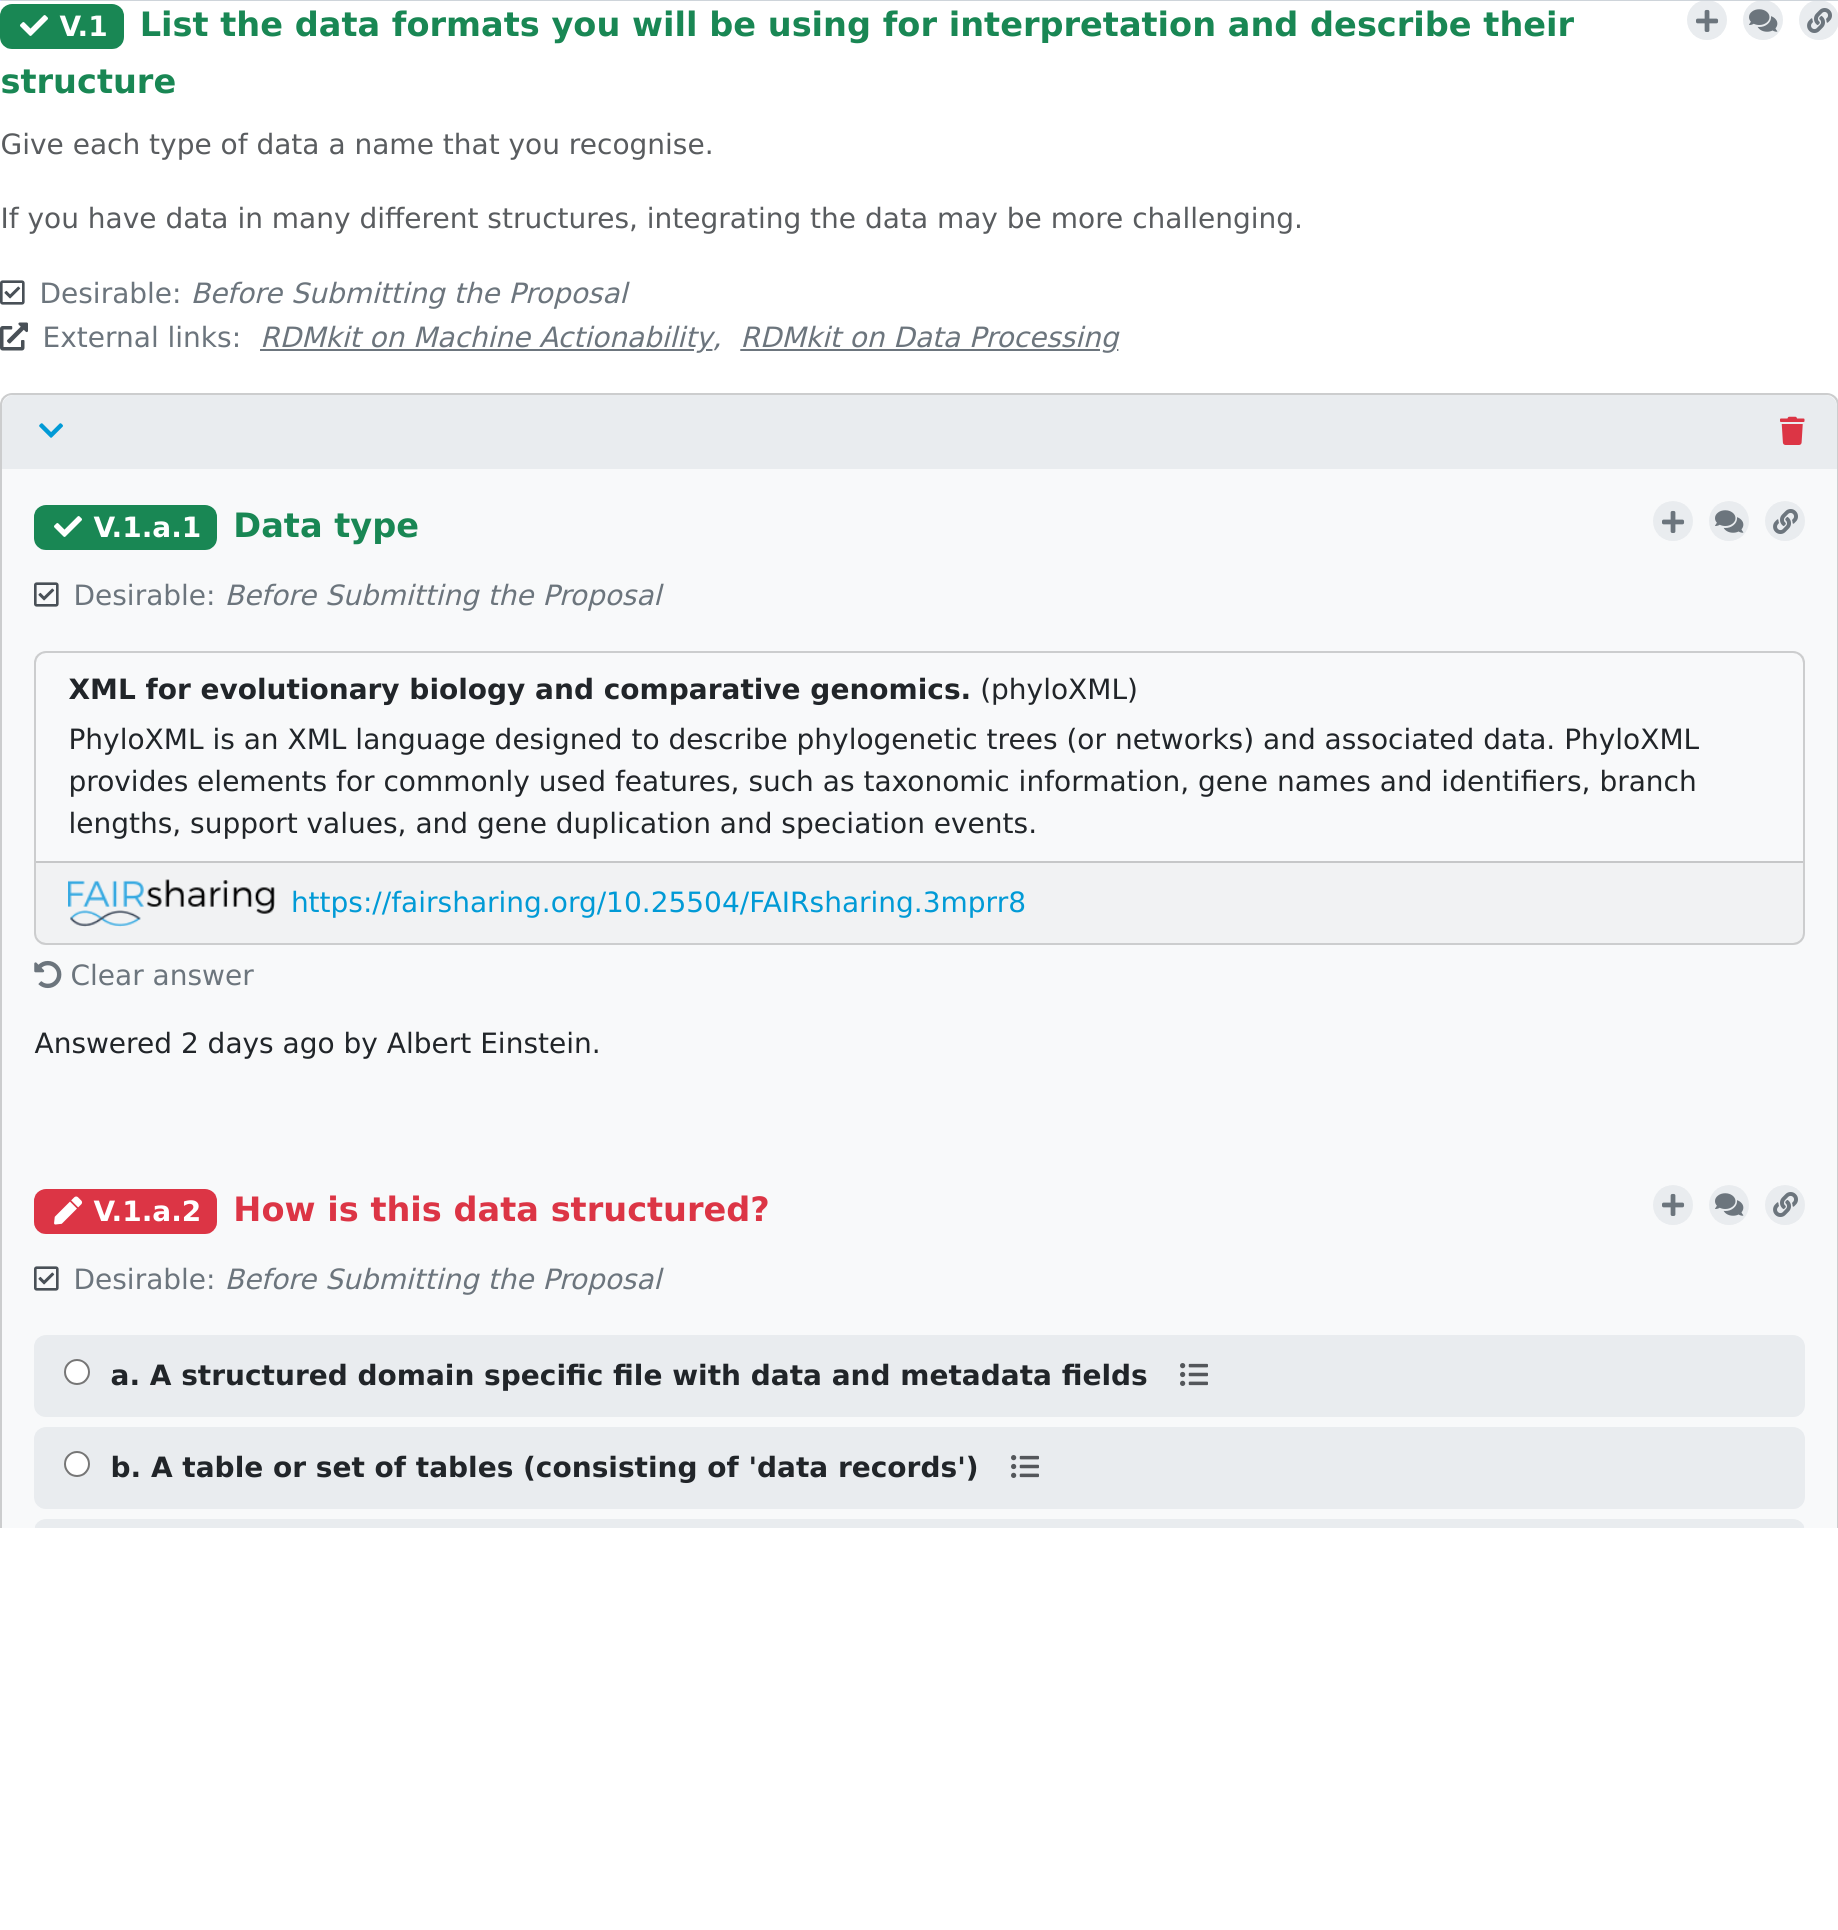 V.1 List the data formats you will be using for interpretation and describe their
structure
Give each type of data a name that you recognise.
If you have data in many different structures, integrating the data may be more challenging.
Desirable: Before Submitting the Proposal
External links: RDMkit on Machine Actionability, RDMkit on Data Processing
V.1.a.1 Data type
Desirable: Before Submitting the Proposal
XML for evolutionary biology and comparative genomics. (phyloXML)
PhyloXML is an XML language designed to describe phylogenetic trees (or networks) and associated data. PhyloXML
provides elements for commonly used features, such as taxonomic information, gene names and identifiers, branch
lengths, support values, and gene duplication and speciation events.
FAIRsharing https://fairsharing.org/10.25504/FAIRsharing.3mprr8
Clear answer
Answered 2 days ago by Albert Einstein.
V.1.a.2 How is this data structured?
Desirable: Before Submitting the Proposal
a. A structured domain specific file with data and metadata fields
b. A table or set of tables (consisting of 'data records')